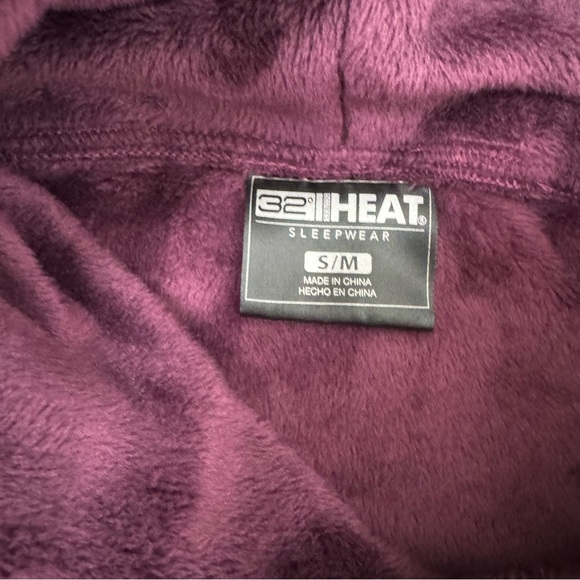 32° HEAT®
SLEEPWEAR
S/M
MADE IN CHINA
HECHO EN CHINA